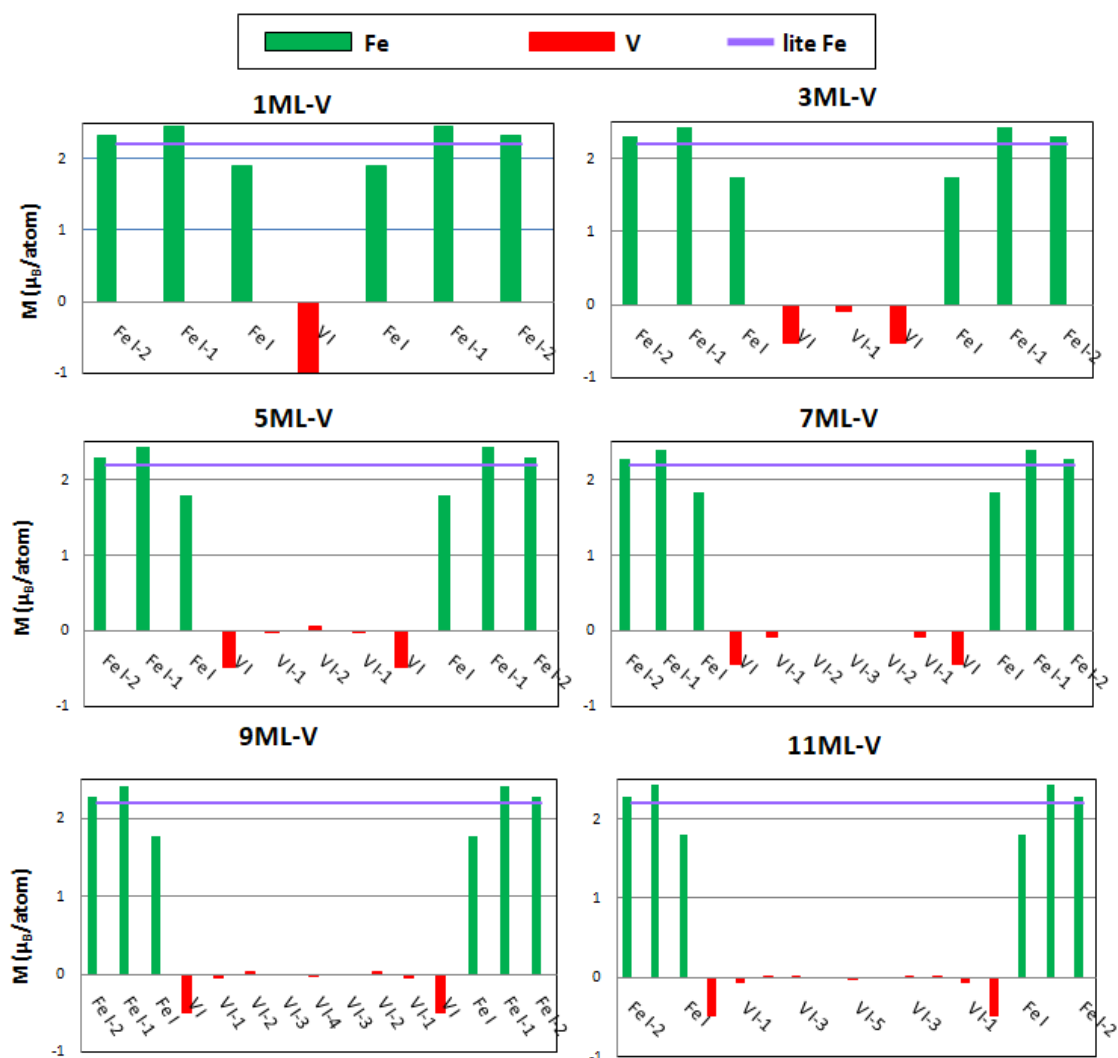 Fe V lite Fe
1ML-V
M (μB/atom)
2
1
0
-1
Fe I-2 Fe I-1 Fe I V I Fe I Fe I-1 Fe I-2
3ML-V
2
1
0
-1
Fe I-2 Fe I-1 Fe I V I V I-1 V I Fe I Fe I-1 Fe I-2
5ML-V
M (μB/atom)
2
1
0
-1
Fe I-2 Fe I-1 Fe I V I V I-1 V I-2 V I-1 V I Fe I Fe I-1 Fe I-2
7ML-V
2
1
0
-1
Fe I-2 Fe I-1 Fe I V I V I-1 V I-2 V I-3 V I-2 V I-1 V I Fe I Fe I-1 Fe I-2
9ML-V
M (μB/atom)
2
1
0
-1
Fe I-2 Fe I-1 Fe I V I V I-1 V I-2 V I-3 V I-4 V I-3 V I-2 V I-1 V I Fe I Fe I-1 Fe I-2
11ML-V
2
1
0
-1
Fe I-2 Fe I V I-1 V I-3 V I-5 V I-3 V I-1 Fe I Fe I-2